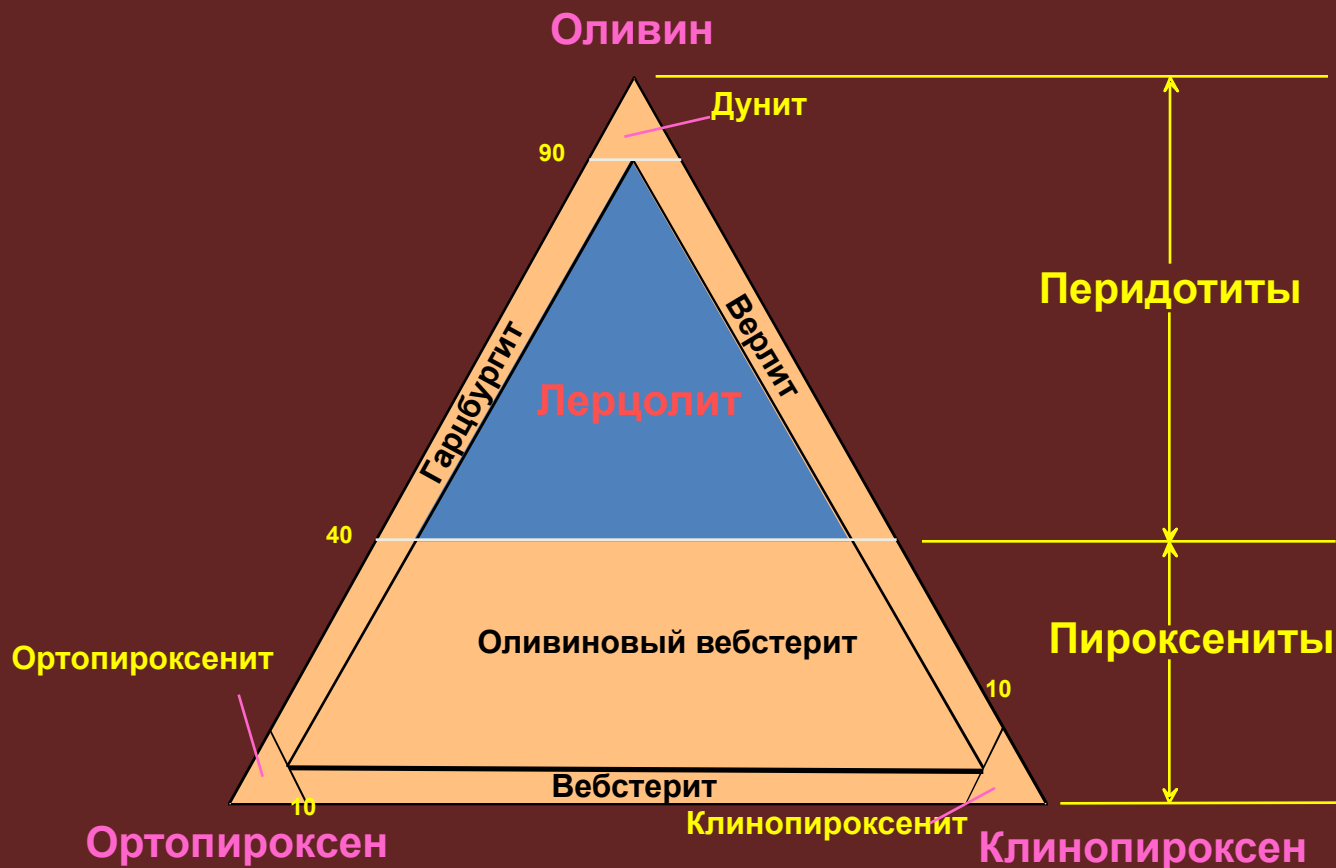 Оливин
Дунит
90
Перидотиты
Верлит
Гарцбургит
Лерцолит
40
Оливиновый вебстерит
Пироксениты
Ортопироксенит
10
Вебстерит
10
Клинопироксенит
Ортопироксен
Клинопироксен